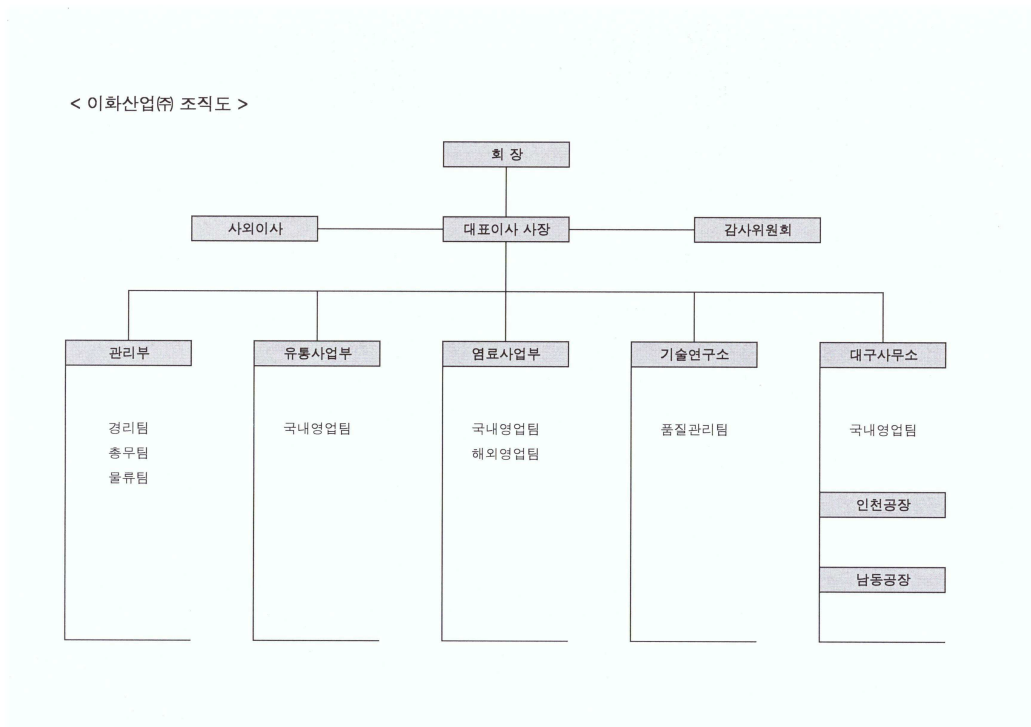 < 이화산업㈜ 조직도 >
회 장
사외이사
대표이사 사장
감사위원회
관리부
유통사업부
염료사업부
기술연구소
대구사무소
경리팀
총무팀
물류팀
국내영업팀
국내영업팀
해외영업팀
품질관리팀
국내영업팀
인천공장
남동공장